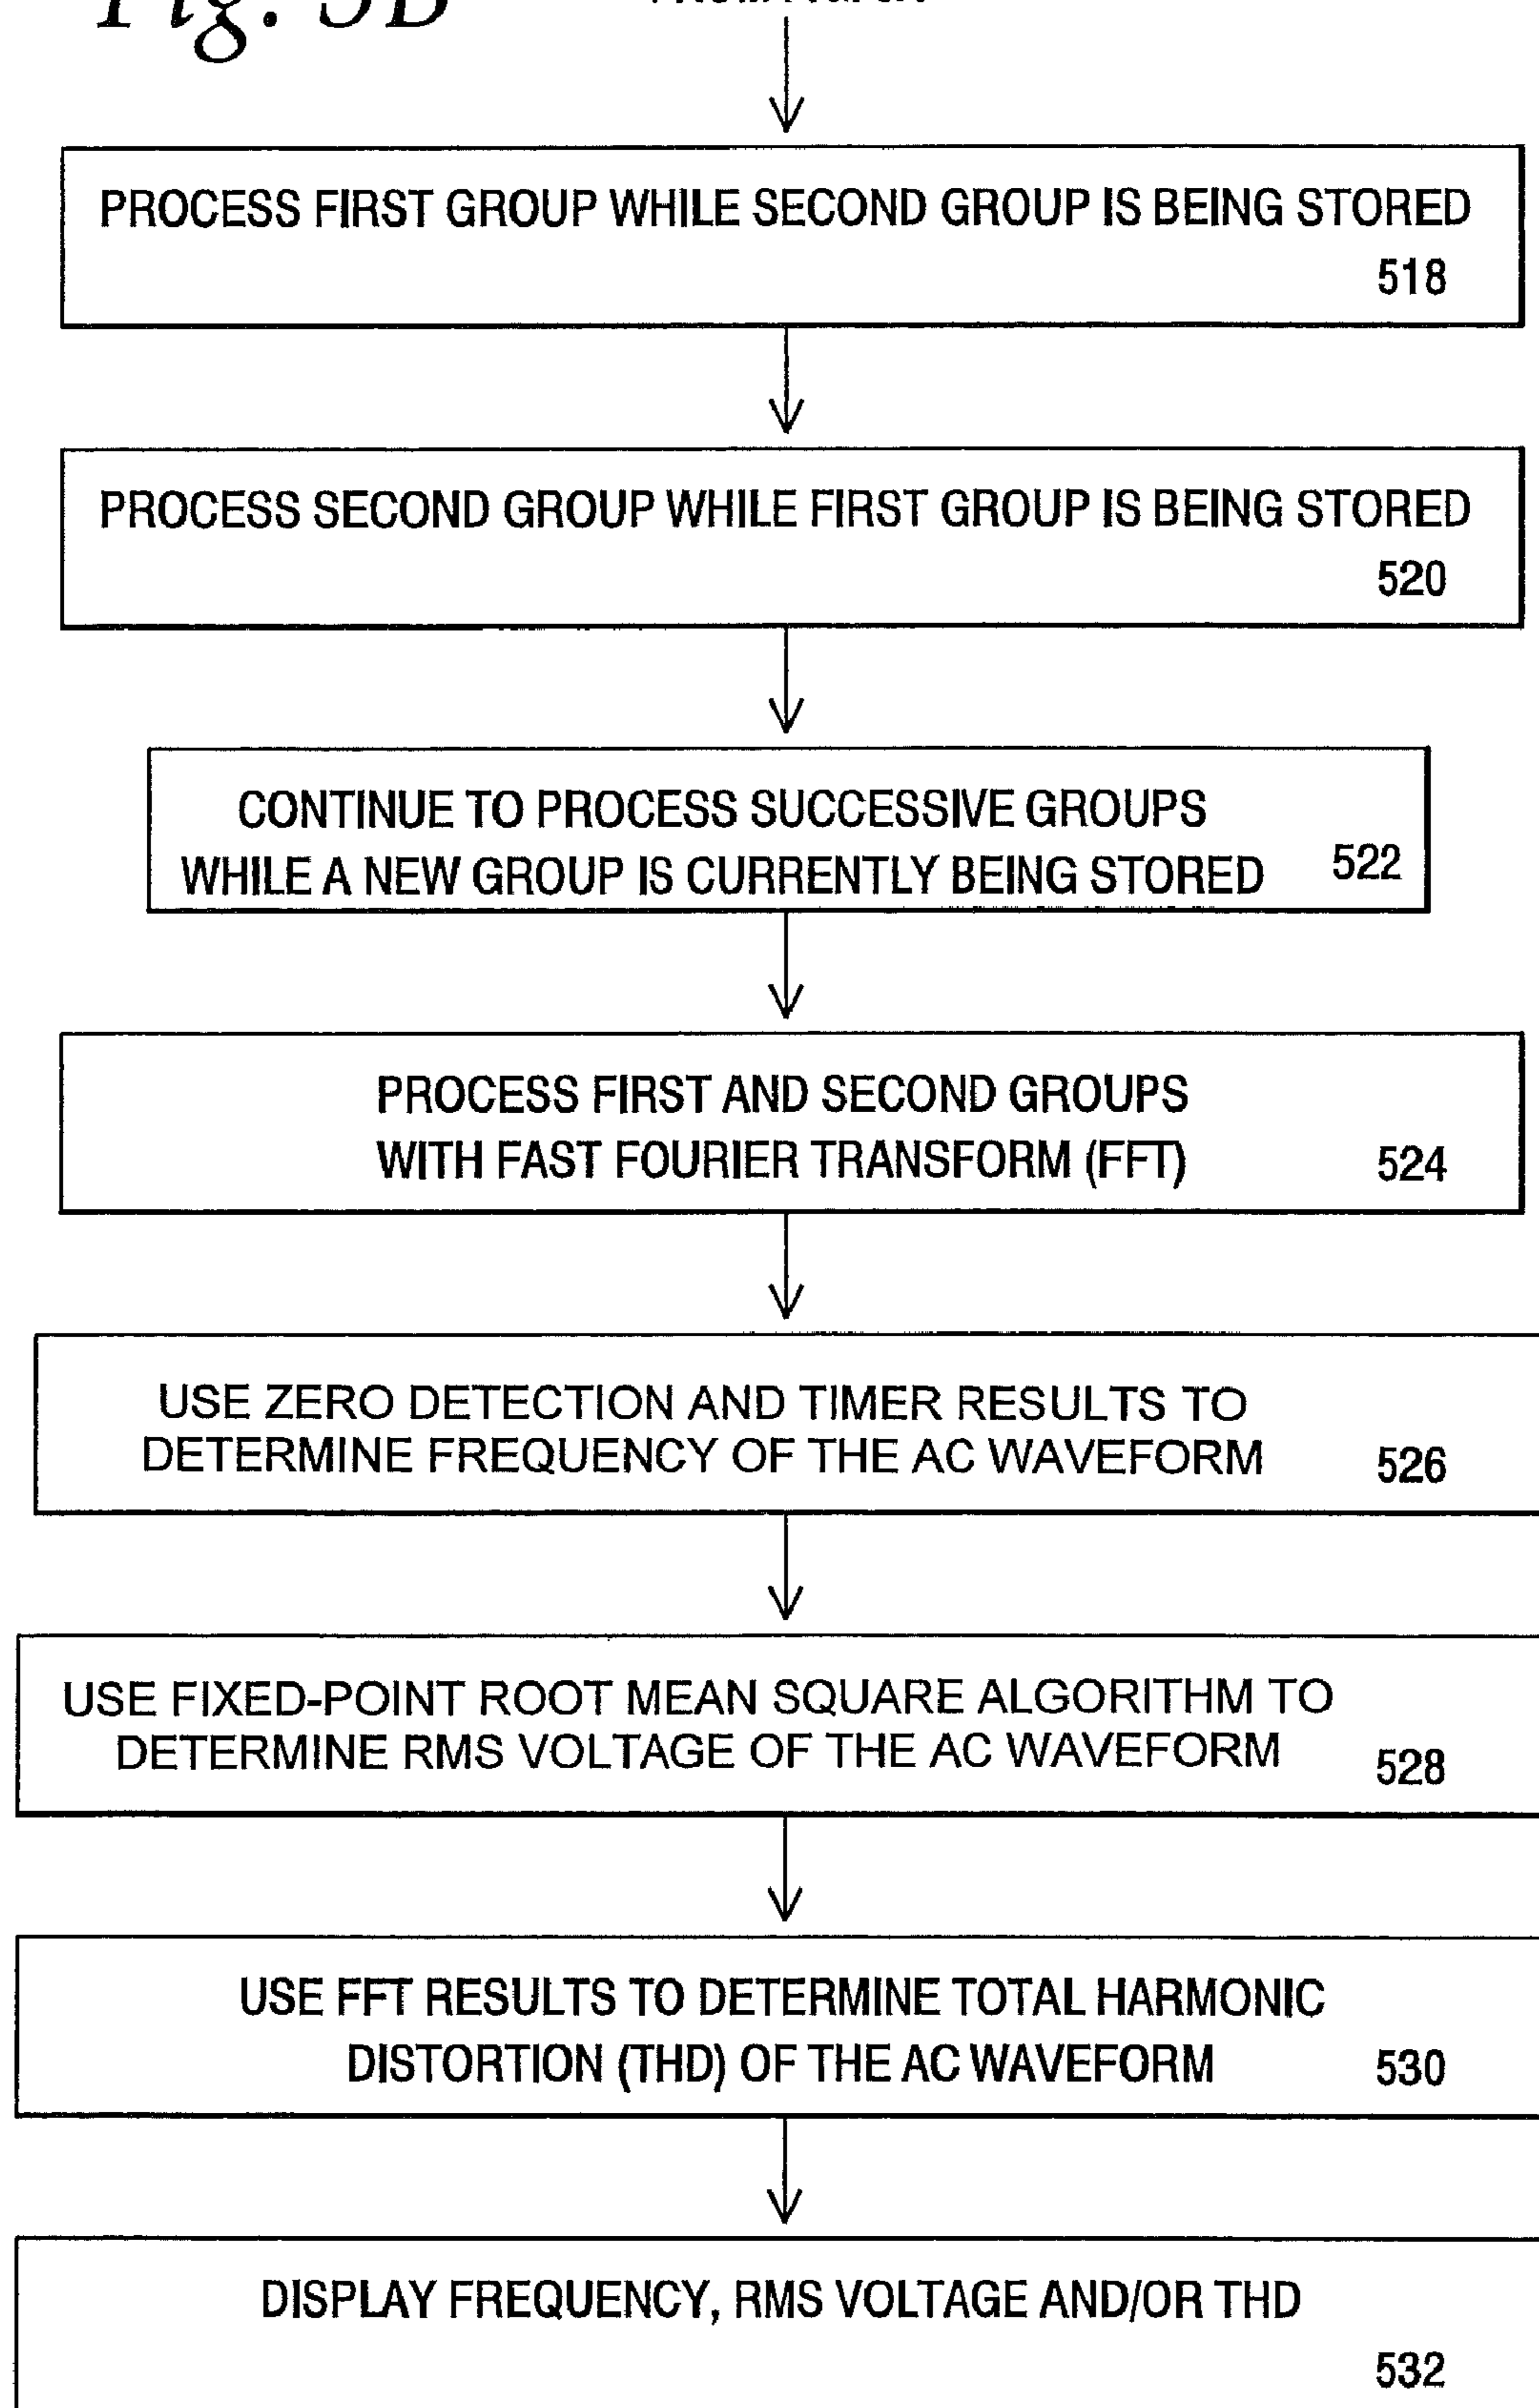 Fig. 5B
PROCESS FIRST GROUP WHILE SECOND GROUP IS BEING STORED
518
PROCESS SECOND GROUP WHILE FIRST GROUP IS BEING STORED
520
CONTINUE TO PROCESS SUCCESSIVE GROUPS
WHILE A NEW GROUP IS CURRENTLY BEING STORED 522
PROCESS FIRST AND SECOND GROUPS
WITH FAST FOURIER TRANSFORM (FFT) 524
USE ZERO DETECTION AND TIMER RESULTS TO
DETERMINE FREQUENCY OF THE AC WAVEFORM 526
USE FIXED-POINT ROOT MEAN SQUARE ALGORITHM TO
DETERMINE RMS VOLTAGE OF THE AC WAVEFORM 528
USE FFT RESULTS TO DETERMINE TOTAL HARMONIC
DISTORTION (THD) OF THE AC WAVEFORM 530
DISPLAY FREQUENCY, RMS VOLTAGE AND/OR THD
532